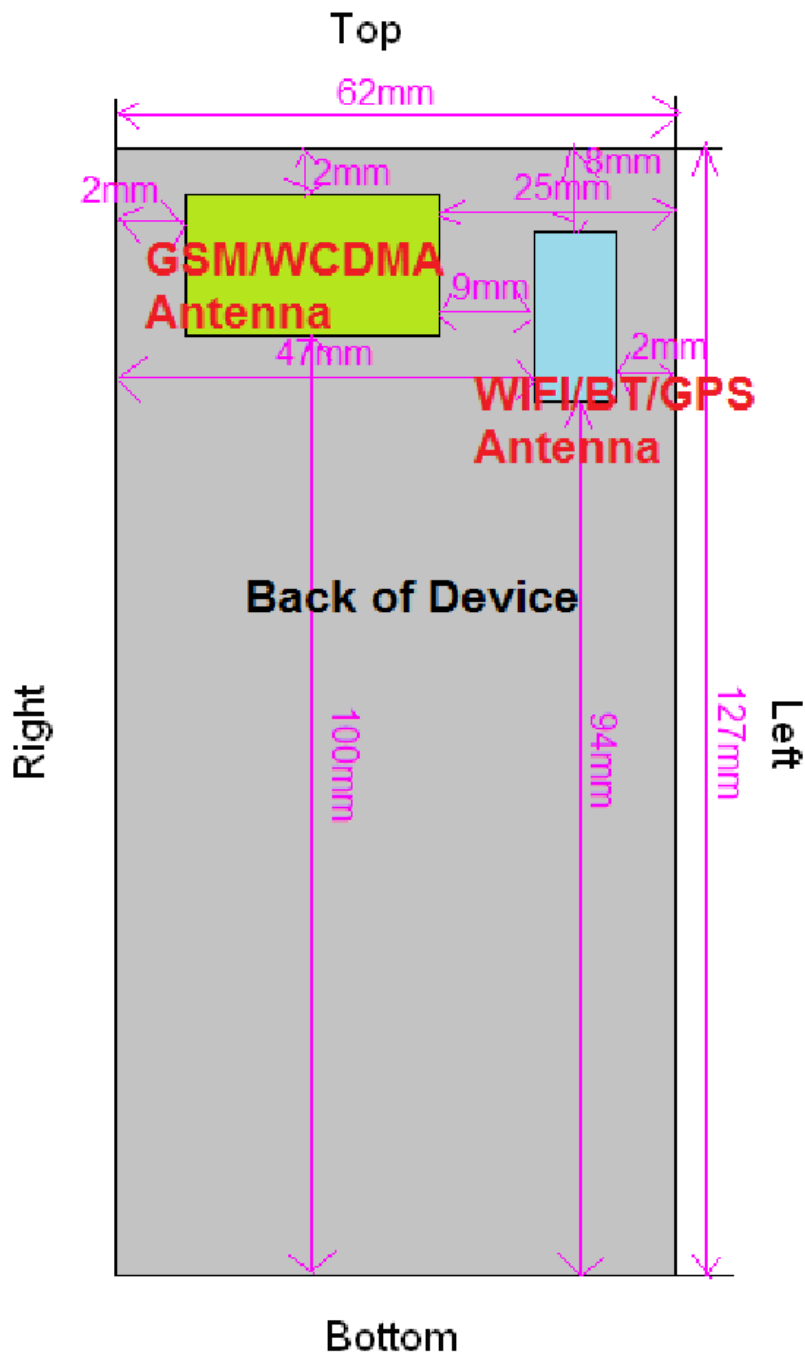 Top
62mm
8mm
2mm
2mm
25mm
GSM/WCDMA
Antenna
9mm
47mm
2mm
WIFI/BT/GPS
Antenna
Back of Device
Right
100mm
94mm
127mm
Left
Bottom